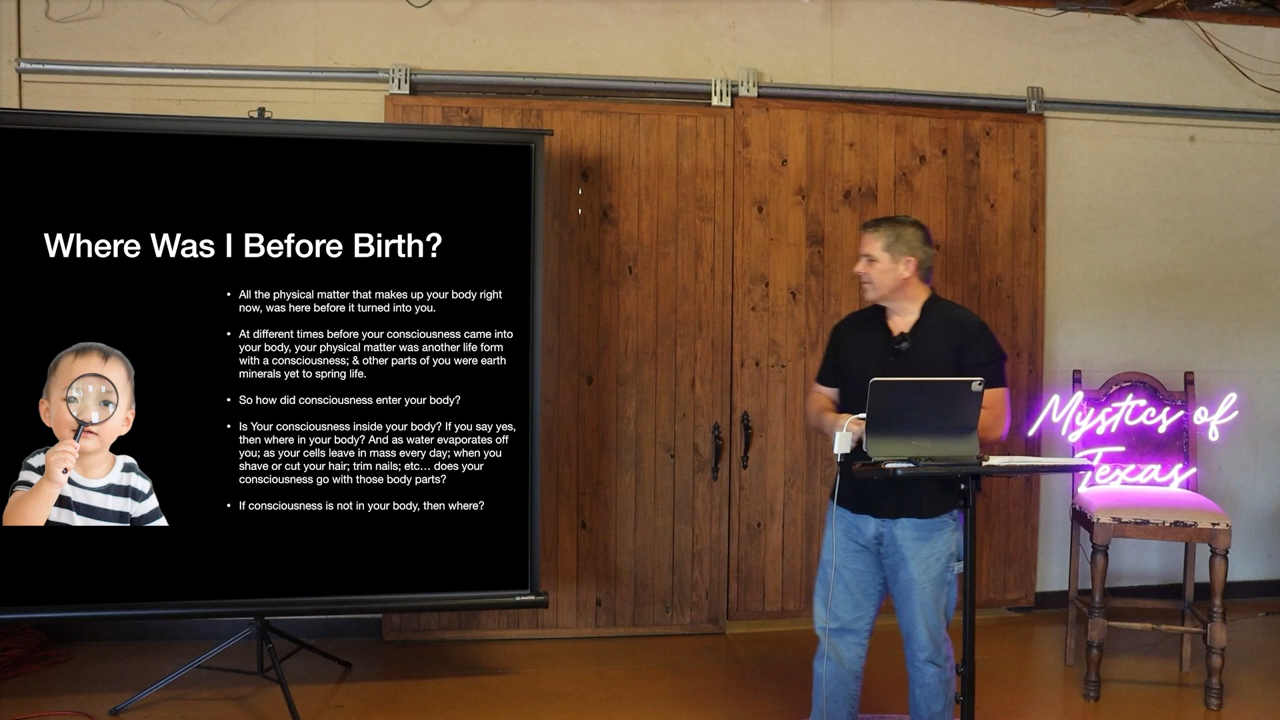 Where Was I Before Birth?
• All the physical matter that makes up your body right
now, was here before it turned into you.
• At different times before your consciousness came into
your body, your physical matter was another life form
with a consciousness; & other parts of you were earth
minerals yet to spring life.
• So how did consciousness enter your body?
• Is Your consciousness inside your body? If you say yes,
then where in your body? And as water evaporates off
you; as your cells leave in mass every day; when you
shave or cut your hair; trim nails; etc... does your
consciousness go with those body parts?
• If consciousness is not in your body, then where?
Mystics of
Texas